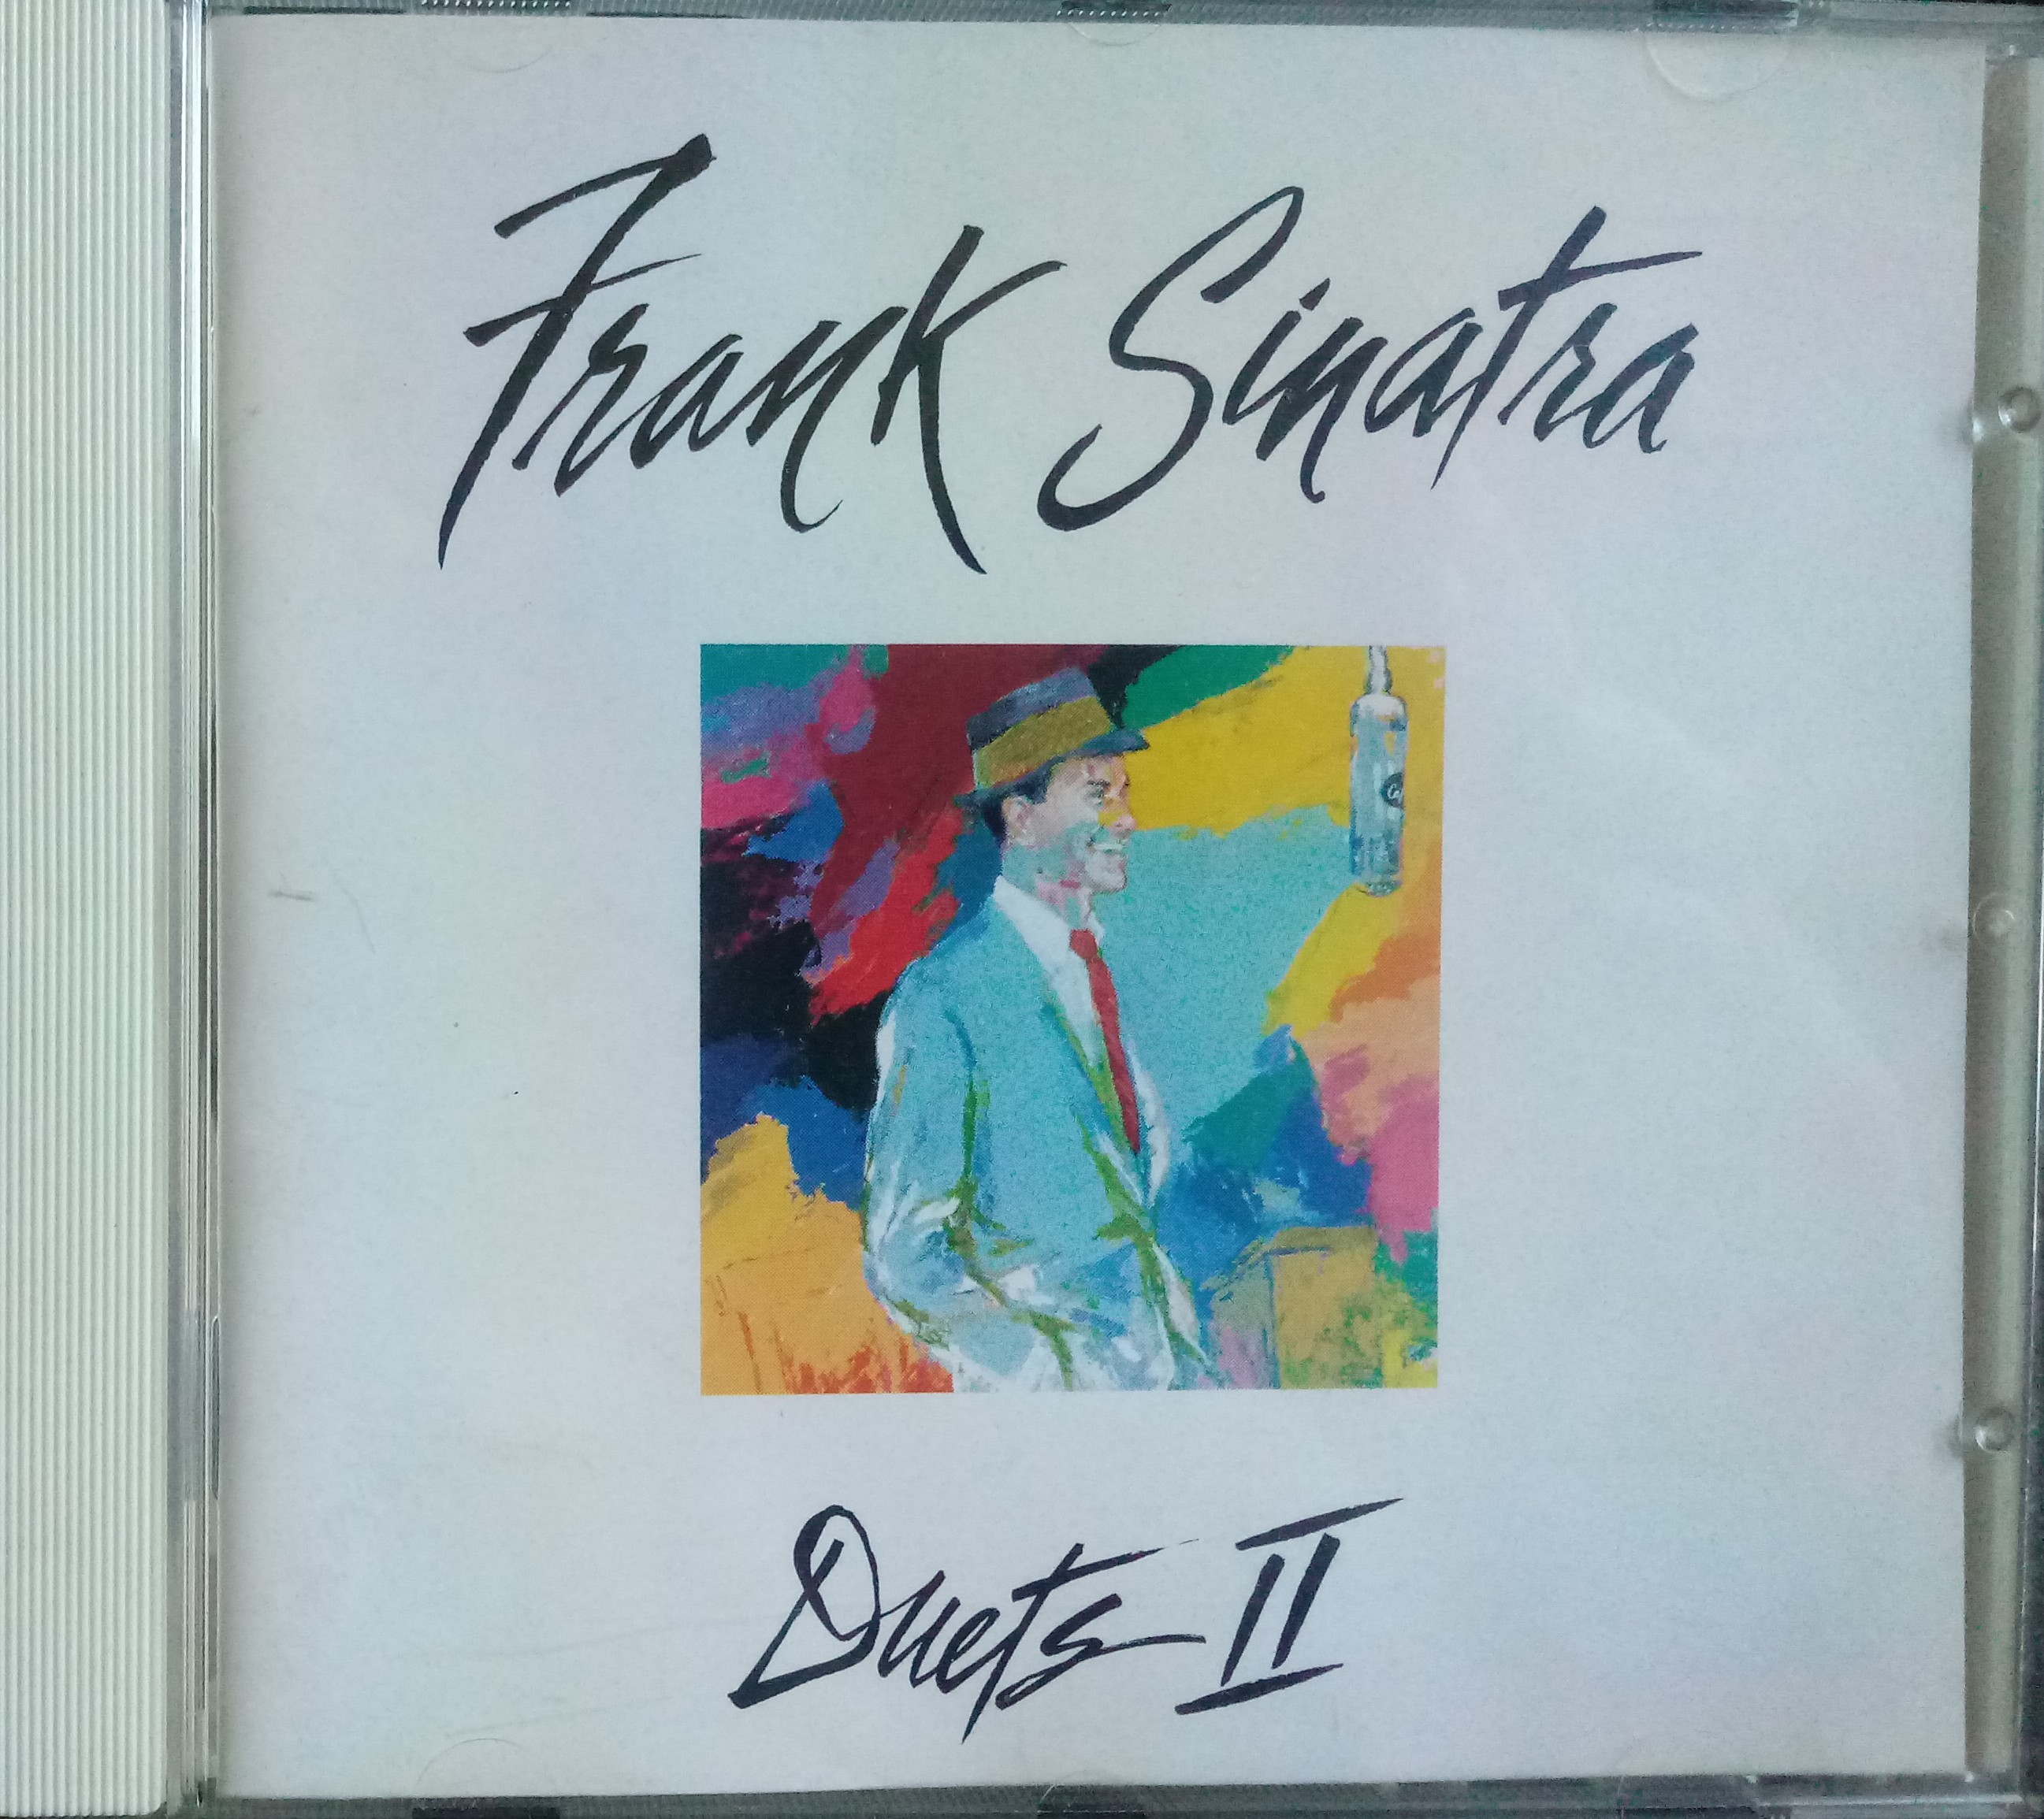 Frank Sinatra
Duets II